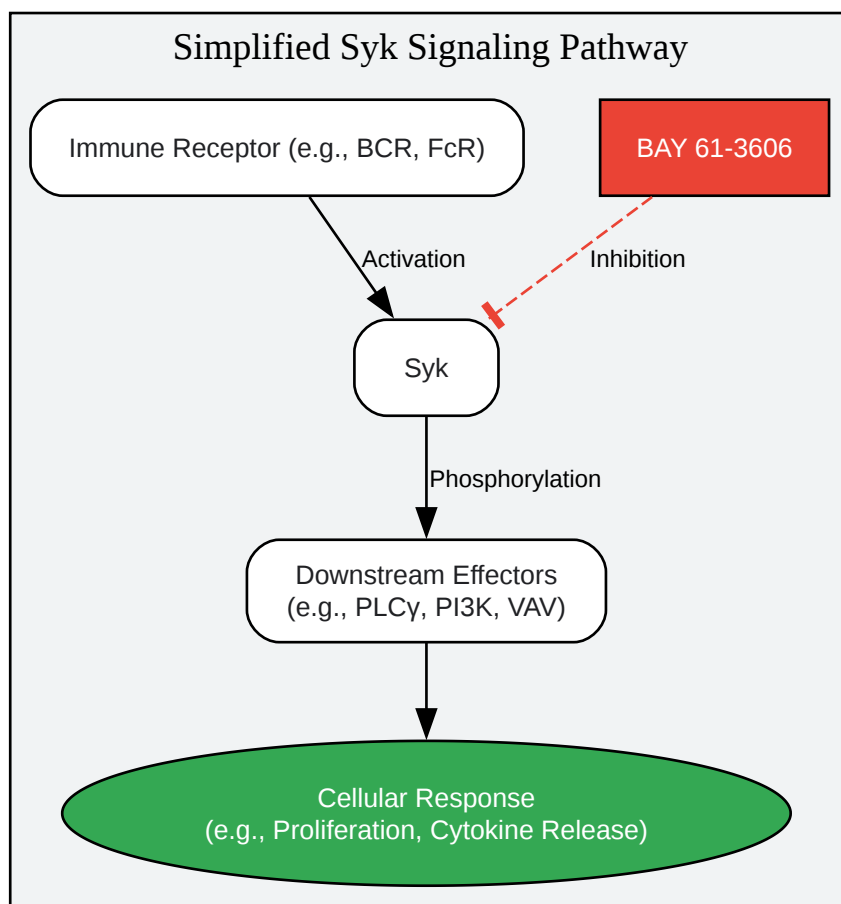 Simplified Syk Signaling Pathway
Immune Receptor (e.g., BCR, FcR)
BAY 61-3606
Activation
Inhibition
Syk
Phosphorylation
Downstream Effectors
(e.g., PLCγ, PI3K, VAV)
Cellular Response
(e.g., Proliferation, Cytokine Release)